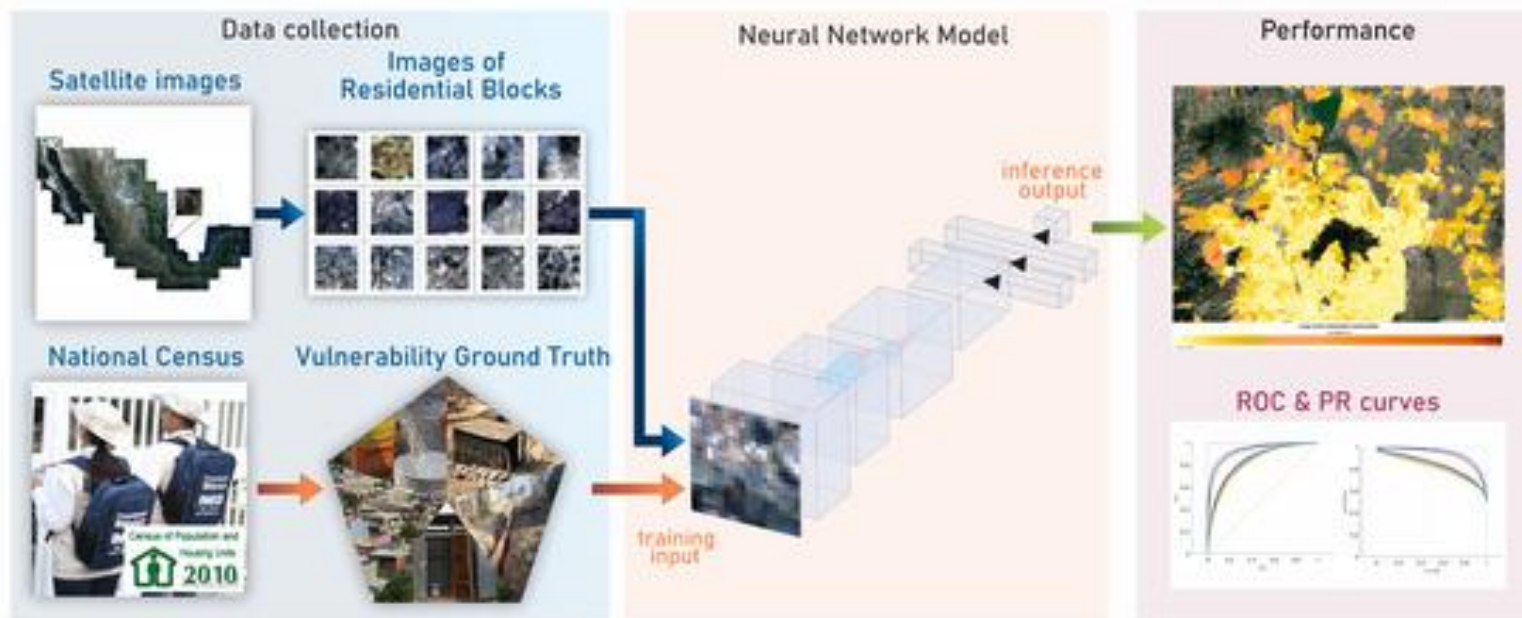 Data collection
Satellite images
Images of
Residential Blocks
National Census
Vulnerability Ground Truth
Census of Population and
Housing Units
2010
Neural Network Model
inference
output
training
input
Performance
ROC & PR curves